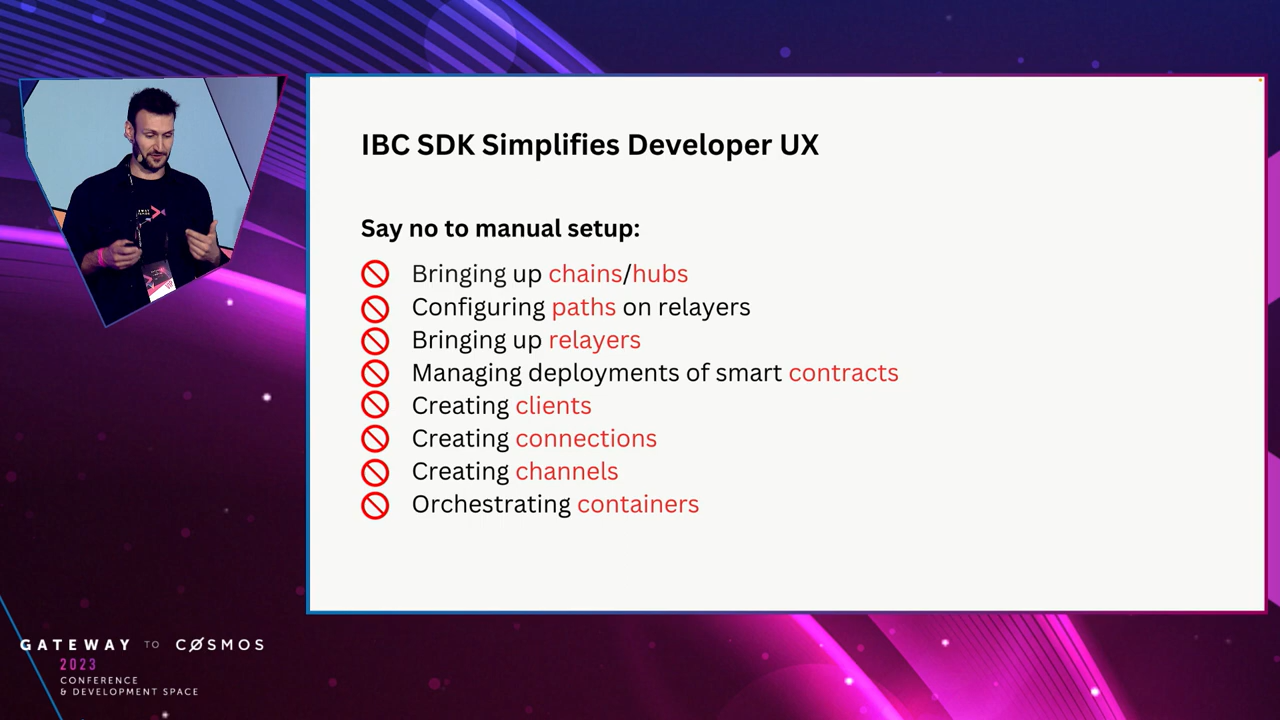 IBC SDK Simplifies Developer UX
Say no to manual setup:
Bringing up chains/hubs
Configuring paths on relayers
Bringing up relayers
Managing deployments of smart contracts
Creating clients
Creating connections
Creating channels
Orchestrating containers
GATEWAY TO CØSMOS
2023
CONFERENCE
& DEVELOPMENT SPACE